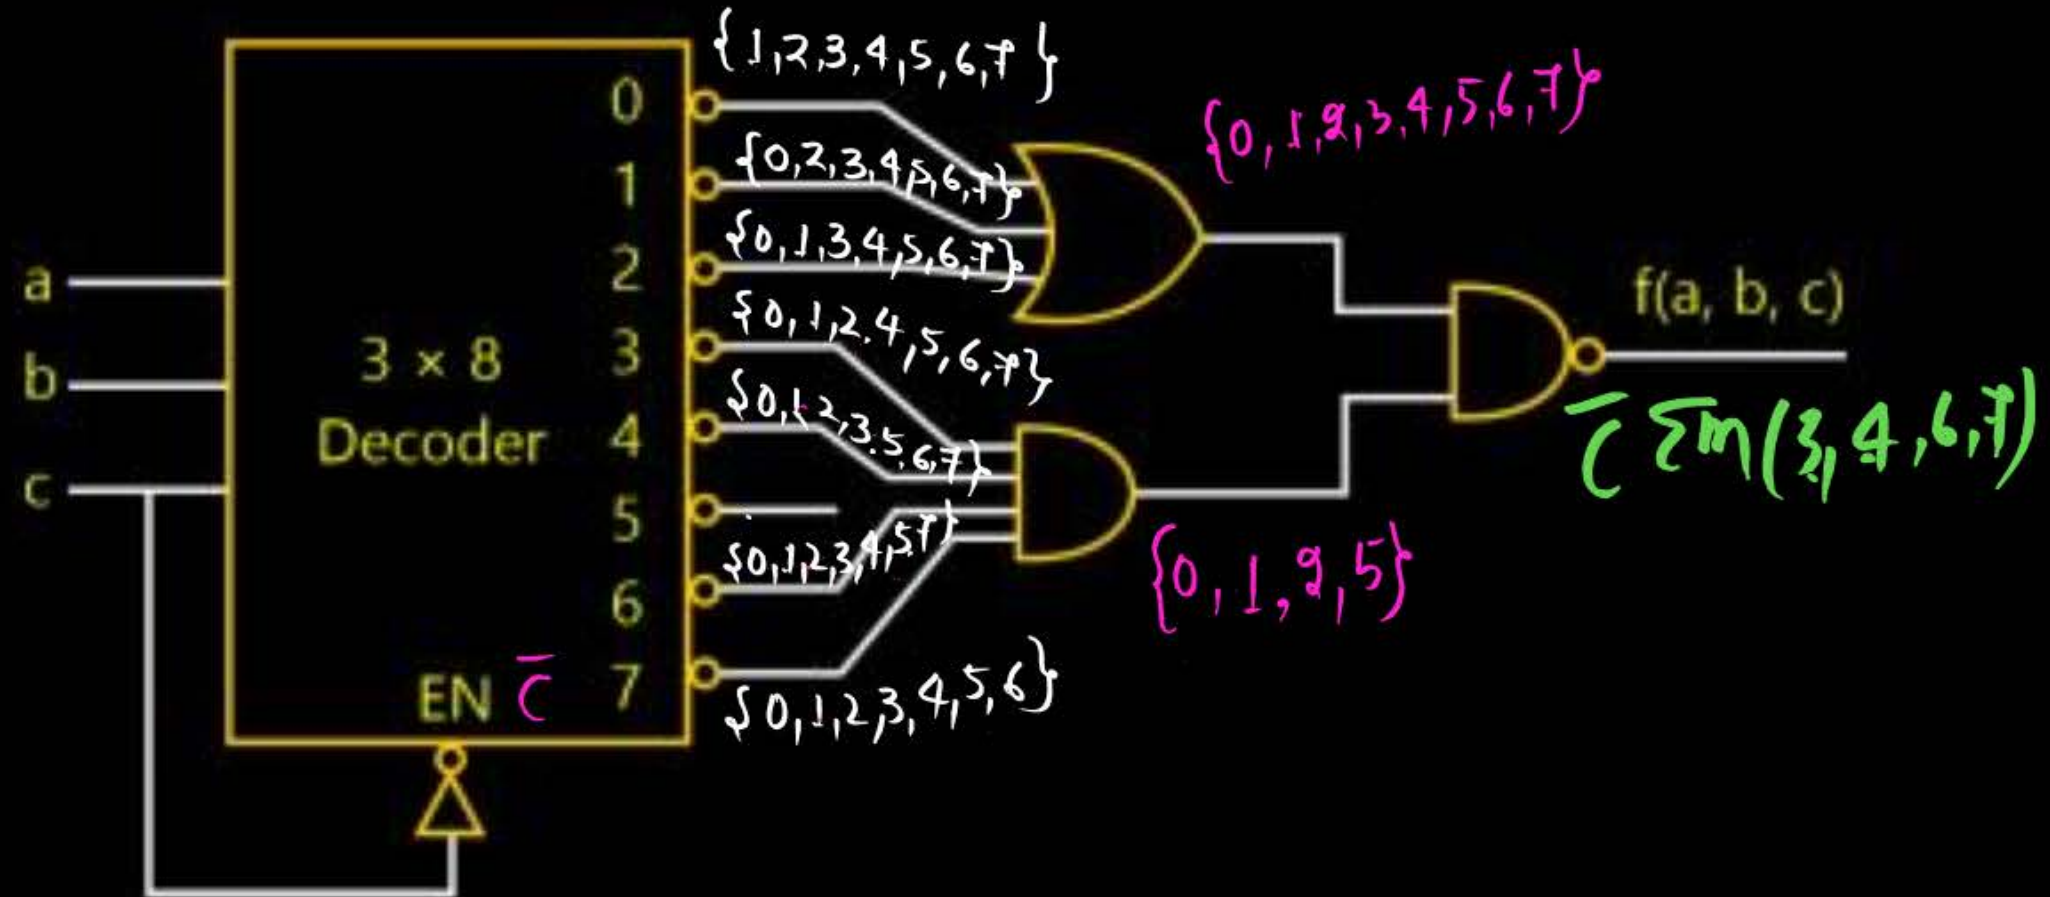 {1,2,3,4,5,6,7}
0
{0,1,2,3,4,5,6,7}
{0,2,3,4,5,6,7}
1
{0,1,3,4,5,6,7}
2
a
f(a, b, c)
{0,1,2,4,5,6,7}
3 × 8
3
b
C̅ Σm(3,4,6,7)
{0,1,2,3,5,6,7}
Decoder
4
c
5
{0,1,2,3,4,5,7}
{0,1,2,5}
6
EN C̅
7
{0,1,2,3,4,5,6}